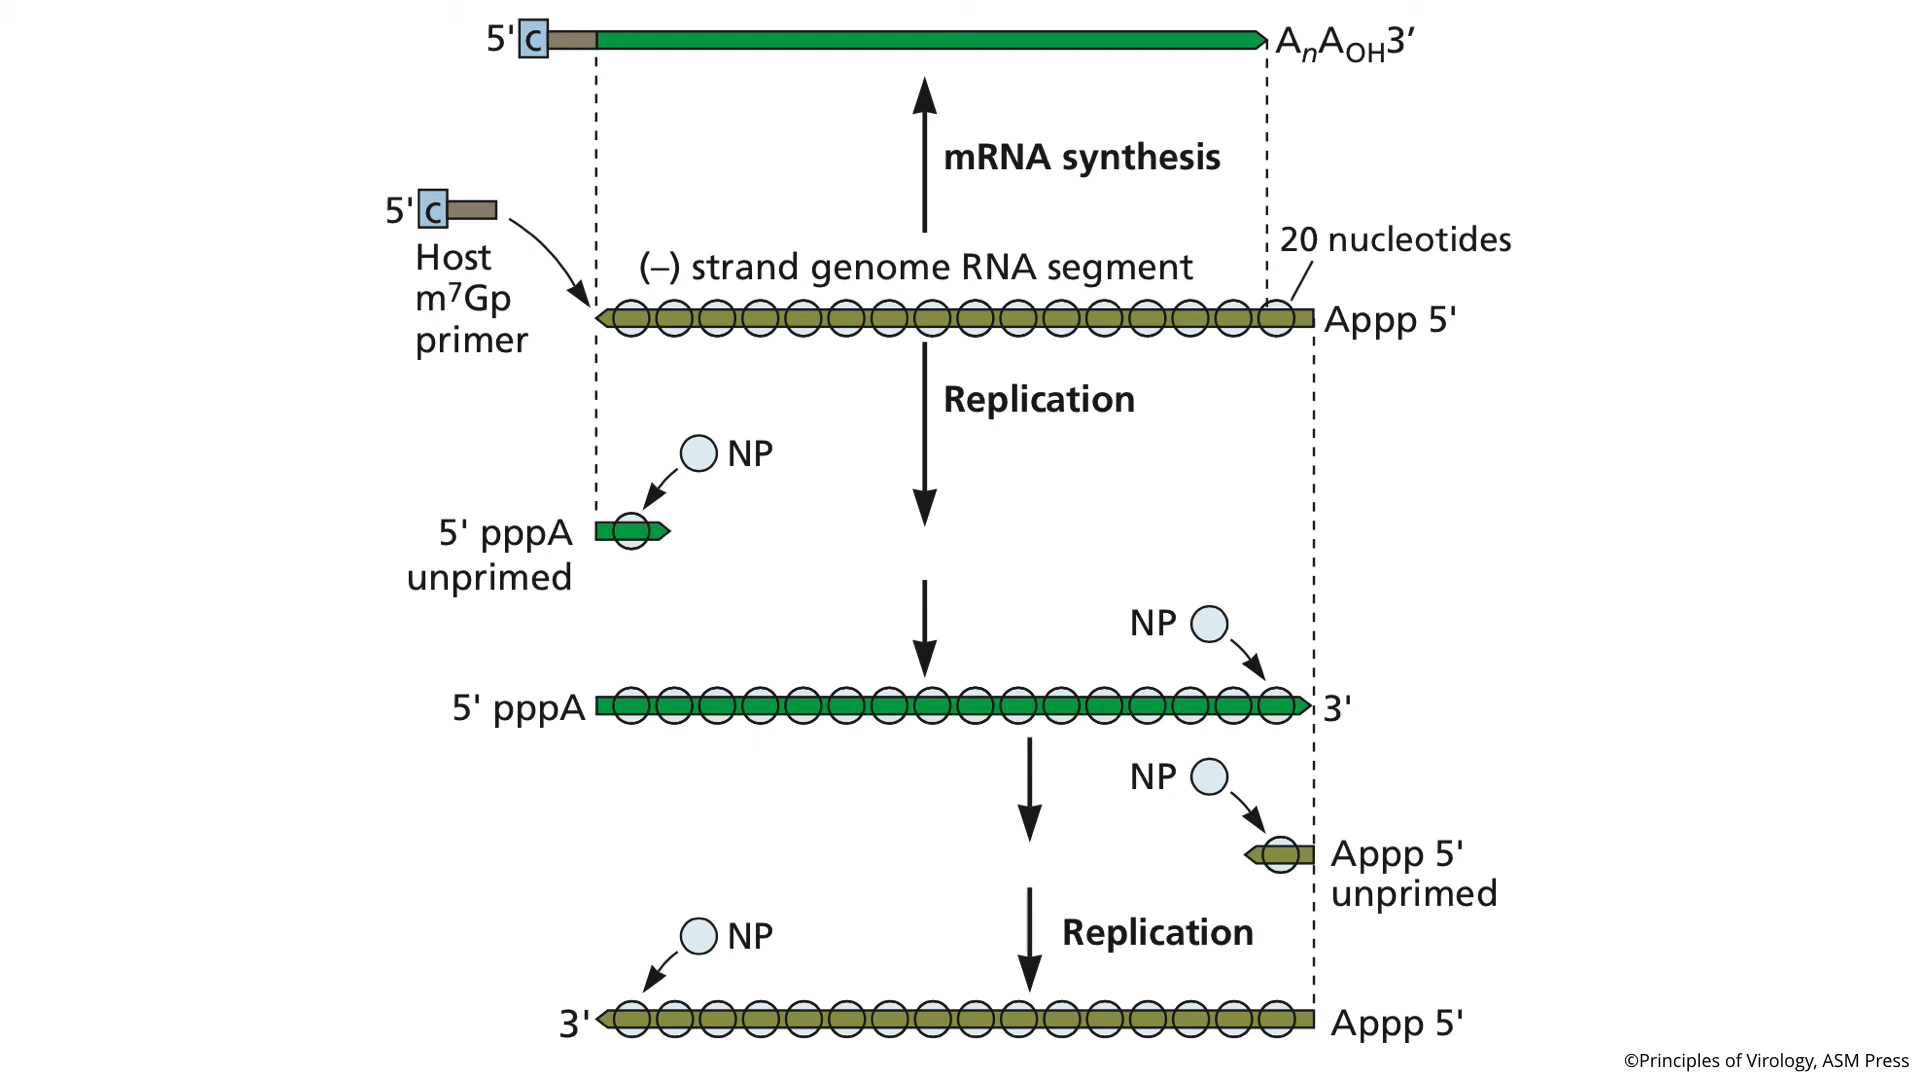 5' c AnAOH3′
mRNA synthesis
5' c
Host
m⁷Gp
primer
20 nucleotides
(–) strand genome RNA segment
Appp 5'
Replication
NP
5' pppA
unprimed
NP
5' pppA 3'
NP
Appp 5'
unprimed
Replication
NP
3' Appp 5'
©Principles of Virology, ASM Press